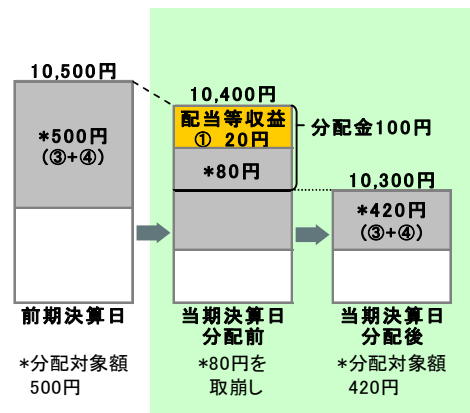 10,500円
*500円
(③+④)
前期決算日
*分配対象額
500円
10,400円
配当等収益
① 20円
*80円
分配金100円
当期決算日
分配前
*80円を
取崩し
10,300円
*420円
(③+④)
当期決算日
分配後
*分配対象額
420円